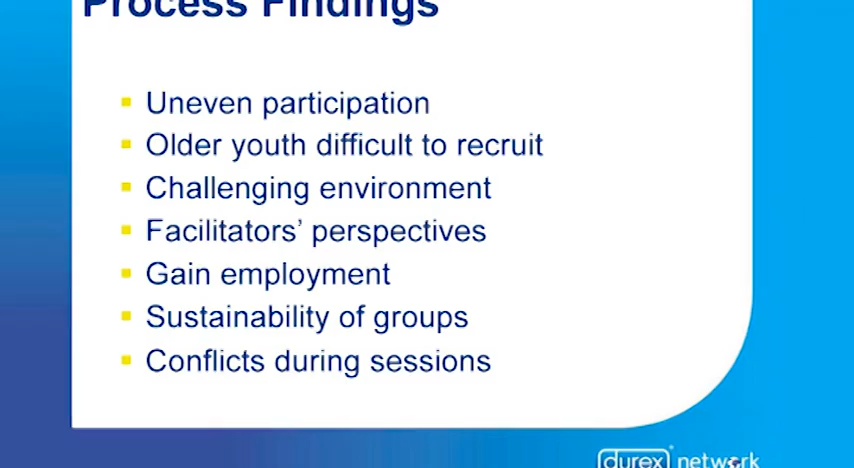 Process Findings
Uneven participation
Older youth difficult to recruit
Challenging environment
Facilitators’ perspectives
Gain employment
Sustainability of groups
Conflicts during sessions
durex® network